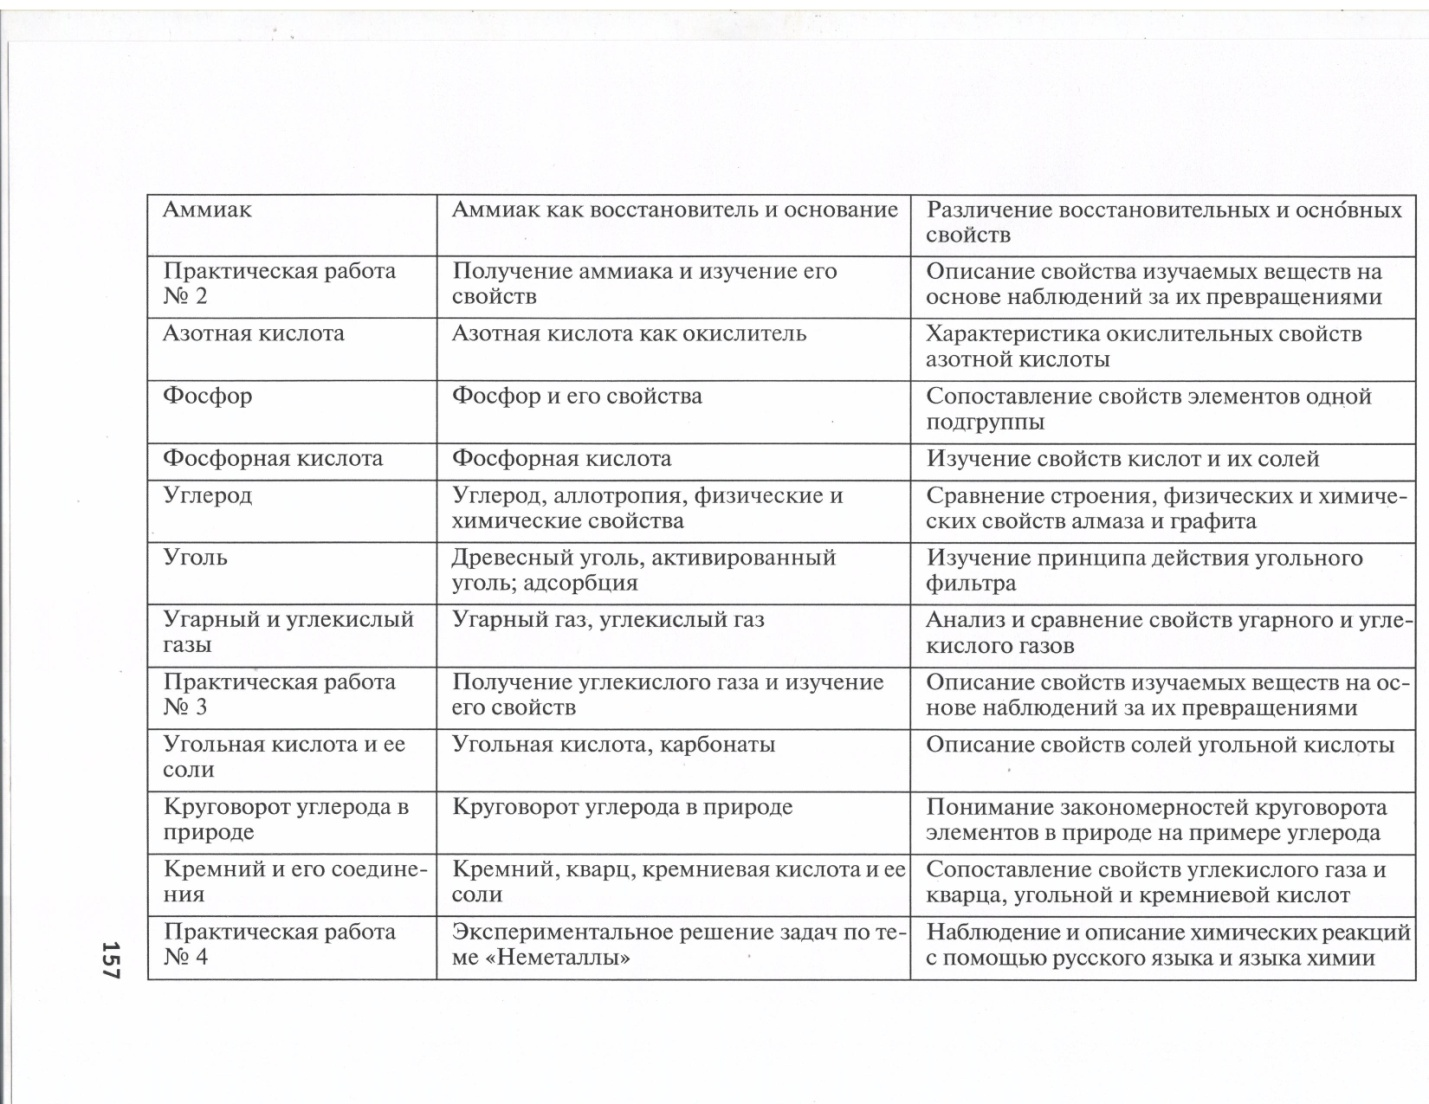 Аммиак
Аммиак как восстановитель и основание
Различение восстановительных и осно́вных
свойств
Практическая работа
№ 2
Получение аммиака и изучение его
свойств
Описание свойства изучаемых веществ на
основе наблюдений за их превращениями
Азотная кислота
Азотная кислота как окислитель
Характеристика окислительных свойств
азотной кислоты
Фосфор
Фосфор и его свойства
Сопоставление свойств элементов одной
подгруппы
Фосфорная кислота
Фосфорная кислота
Изучение свойств кислот и их солей
Углерод
Углерод, аллотропия, физические и
химические свойства
Сравнение строения, физических и химиче-
ских свойств алмаза и графита
Уголь
Древесный уголь, активированный
уголь; адсорбция
Изучение принципа действия угольного
фильтра
Угарный и углекислый
газы
Угарный газ, углекислый газ
Анализ и сравнение свойств угарного и угле-
кислого газов
Практическая работа
№ 3
Получение углекислого газа и изучение
его свойств
Описание свойств изучаемых веществ на ос-
нове наблюдений за их превращениями
Угольная кислота и ее
соли
Угольная кислота, карбонаты
Описание свойств солей угольной кислоты
Круговорот углерода в
природе
Круговорот углерода в природе
Понимание закономерностей круговорота
элементов в природе на примере углерода
Кремний и его соедине-
ния
Кремний, кварц, кремниевая кислота и ее
соли
Сопоставление свойств углекислого газа и
кварца, угольной и кремниевой кислот
Практическая работа
№ 4
Экспериментальное решение задач по те-
ме «Неметаллы»
Наблюдение и описание химических реакций
с помощью русского языка и языка химии
157